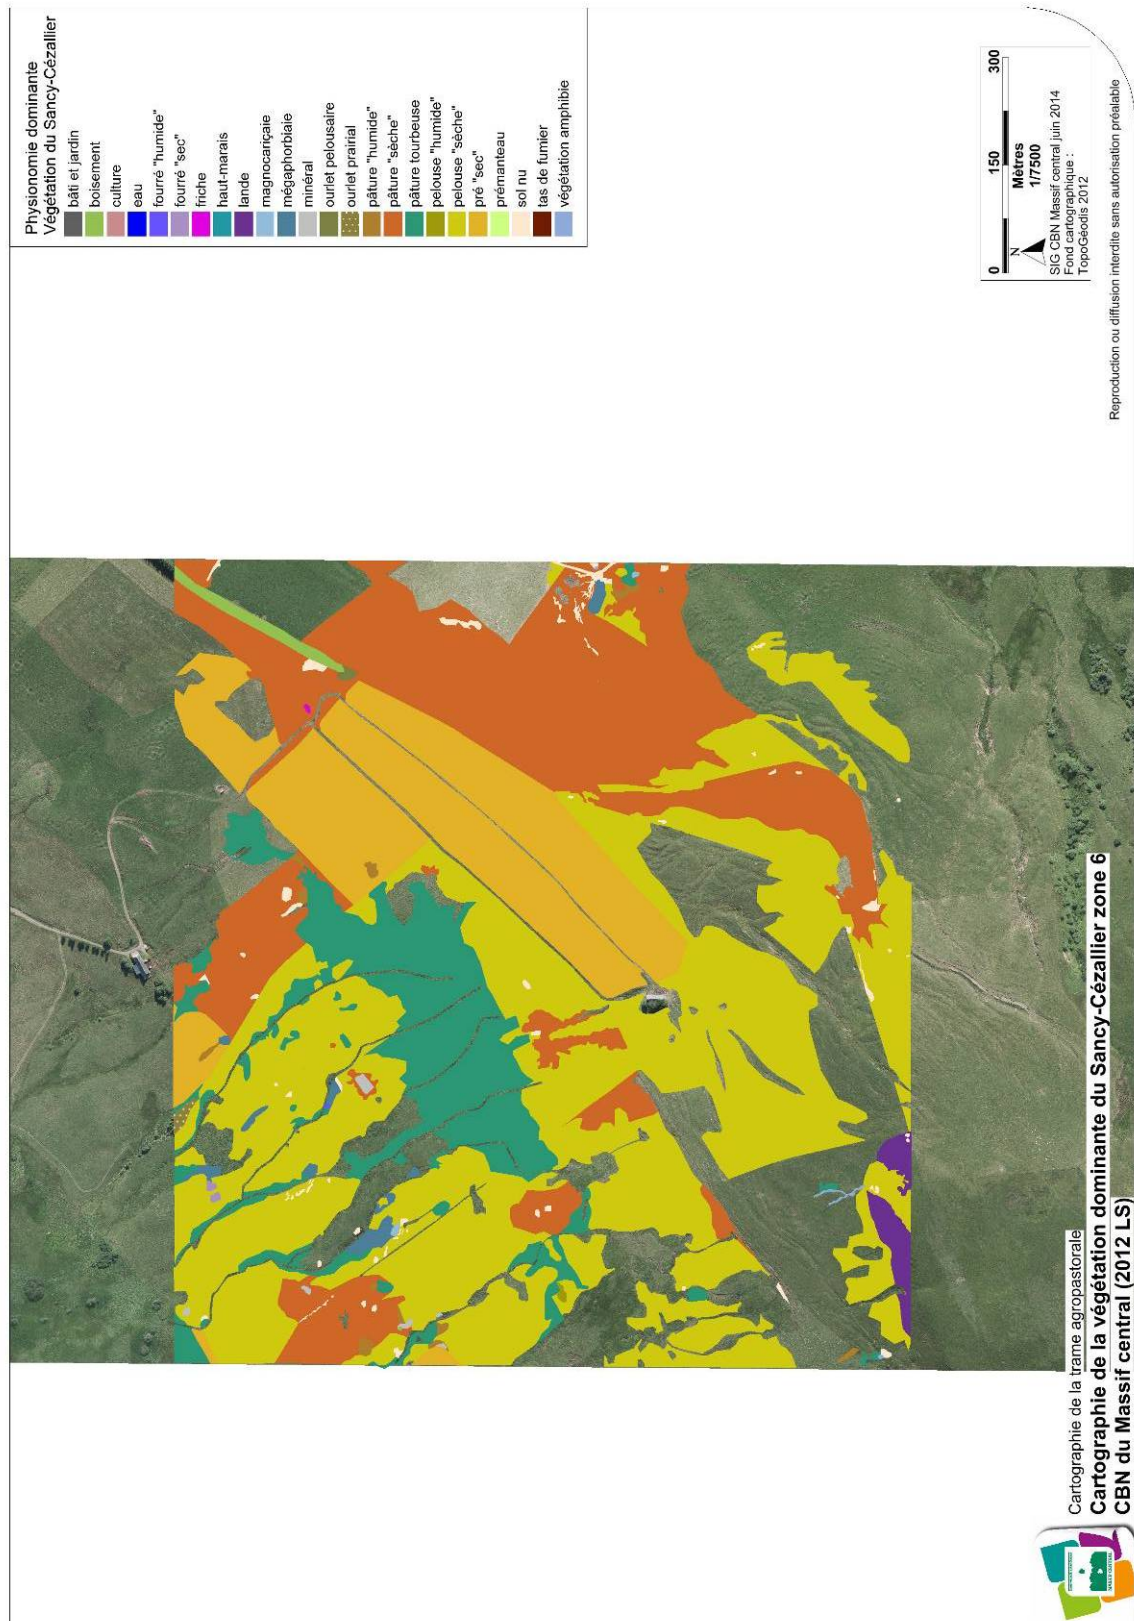 Physionomie dominante
Végétation du Sancy-Cézallier
bâti et jardin
boisement
culture
eau
fourré "humide"
fourré "sec"
friche
haut-marais
lande
magnocariçaie
mégaphorbiaie
minéral
ourlet pelousaire
ourlet prairial
pâture "humide"
pâture "sèche"
pâture tourbeuse
pelouse "humide"
pelouse "sèche"
pré "sec"
prémanteau
sol nu
tas de fumier
végétation amphibie
0 150 300
Mètres
1/7500
N
SIG CBN Massif central juin 2014
Fond cartographique :
TopoGéodis 2012
Reproduction ou diffusion interdite sans autorisation préalable
Cartographie de la trame agropastorale
Cartographie de la végétation dominante du Sancy-Cézallier zone 6
CBN du Massif central (2012 LS)